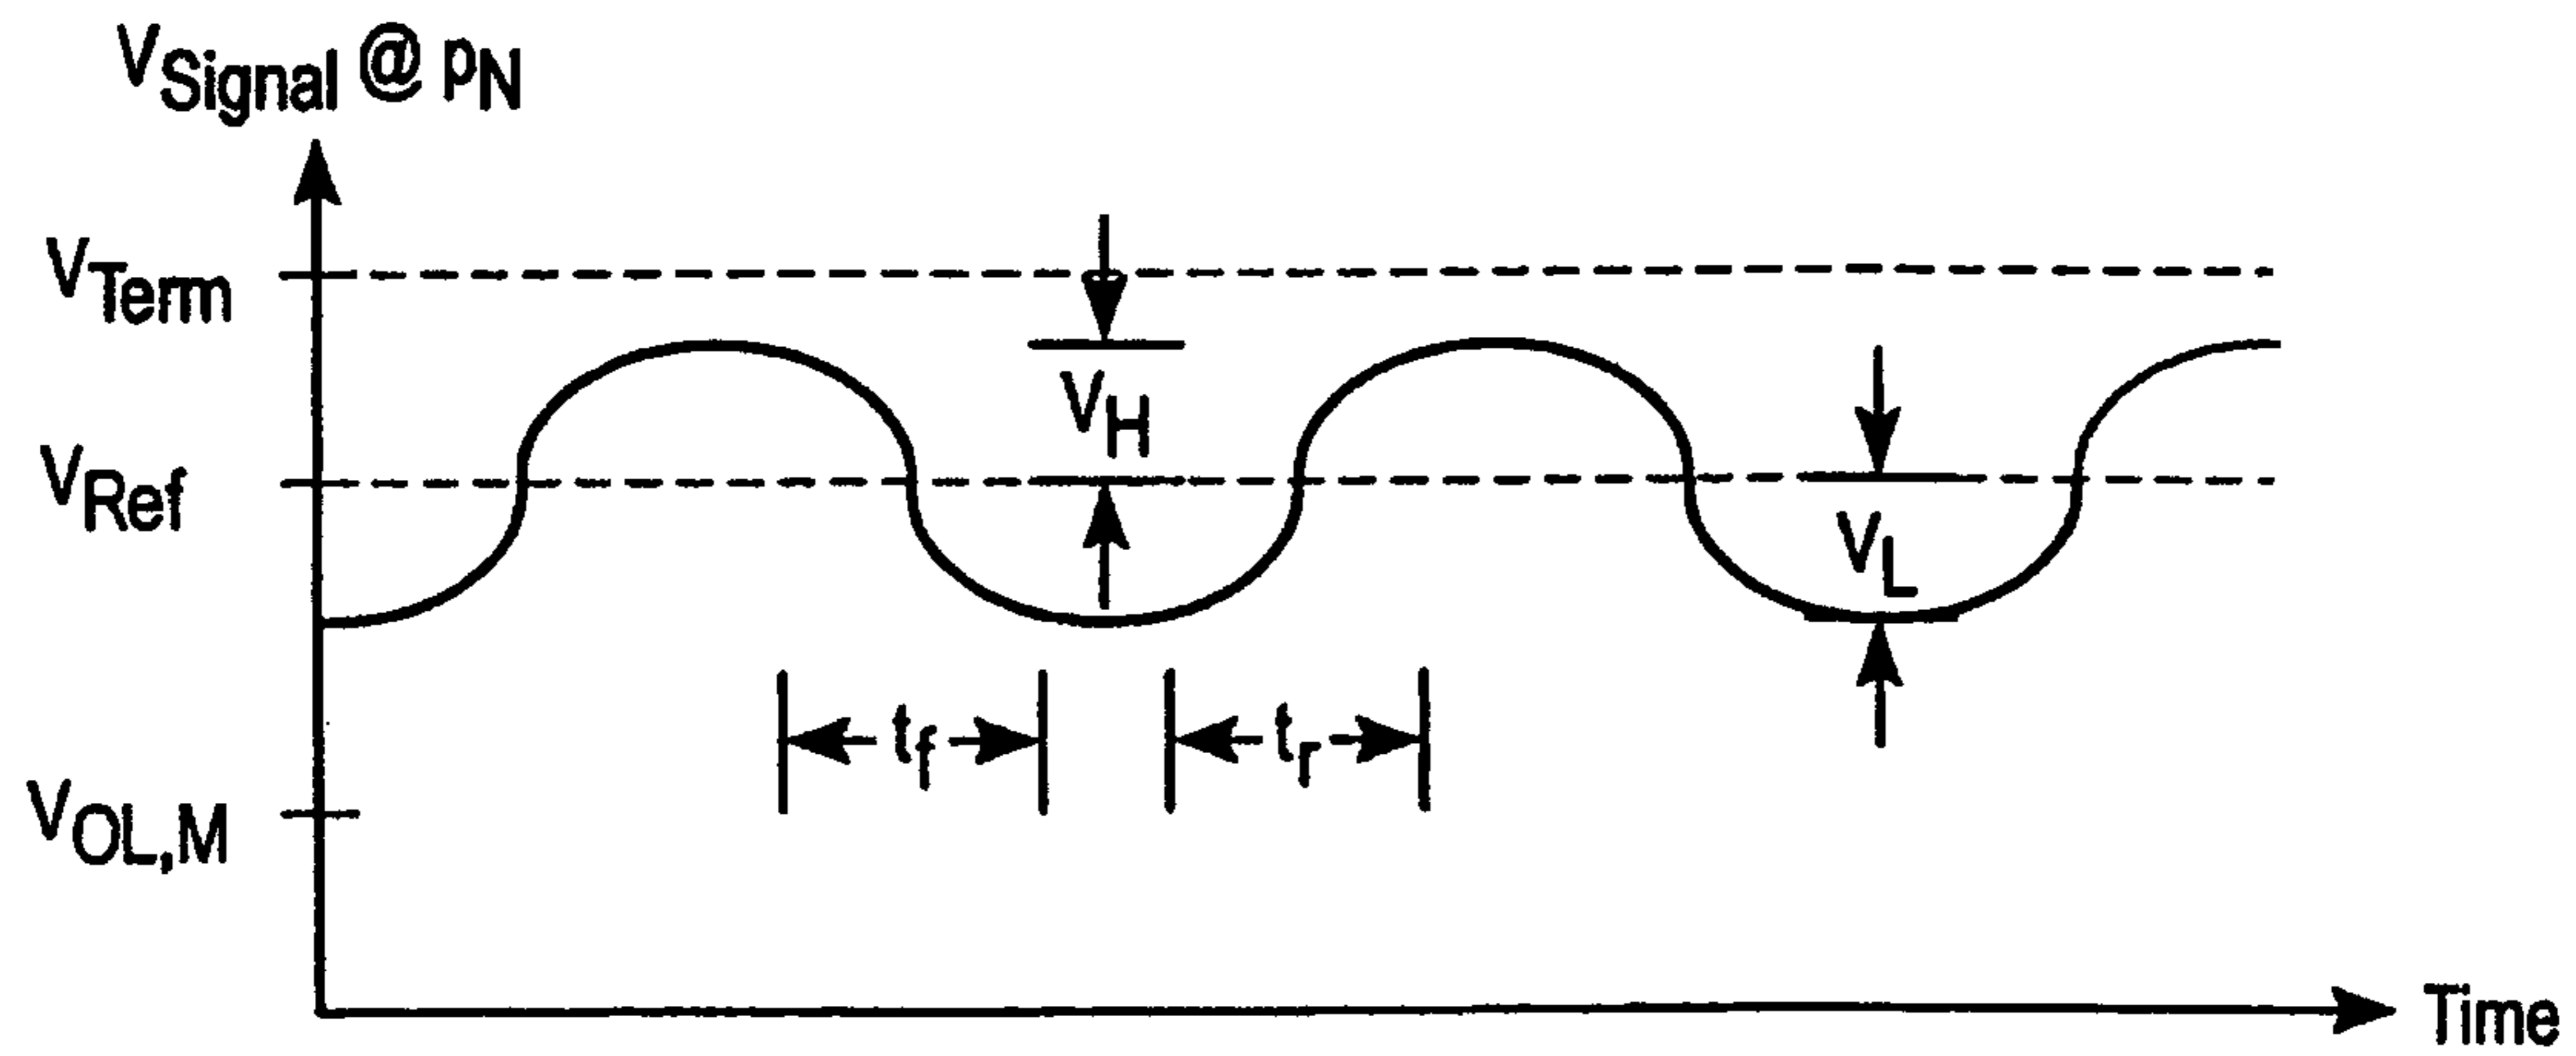 VSignal @ pN
VTerm
VH
VRef
VL
tf
tr
VOL,M
Time